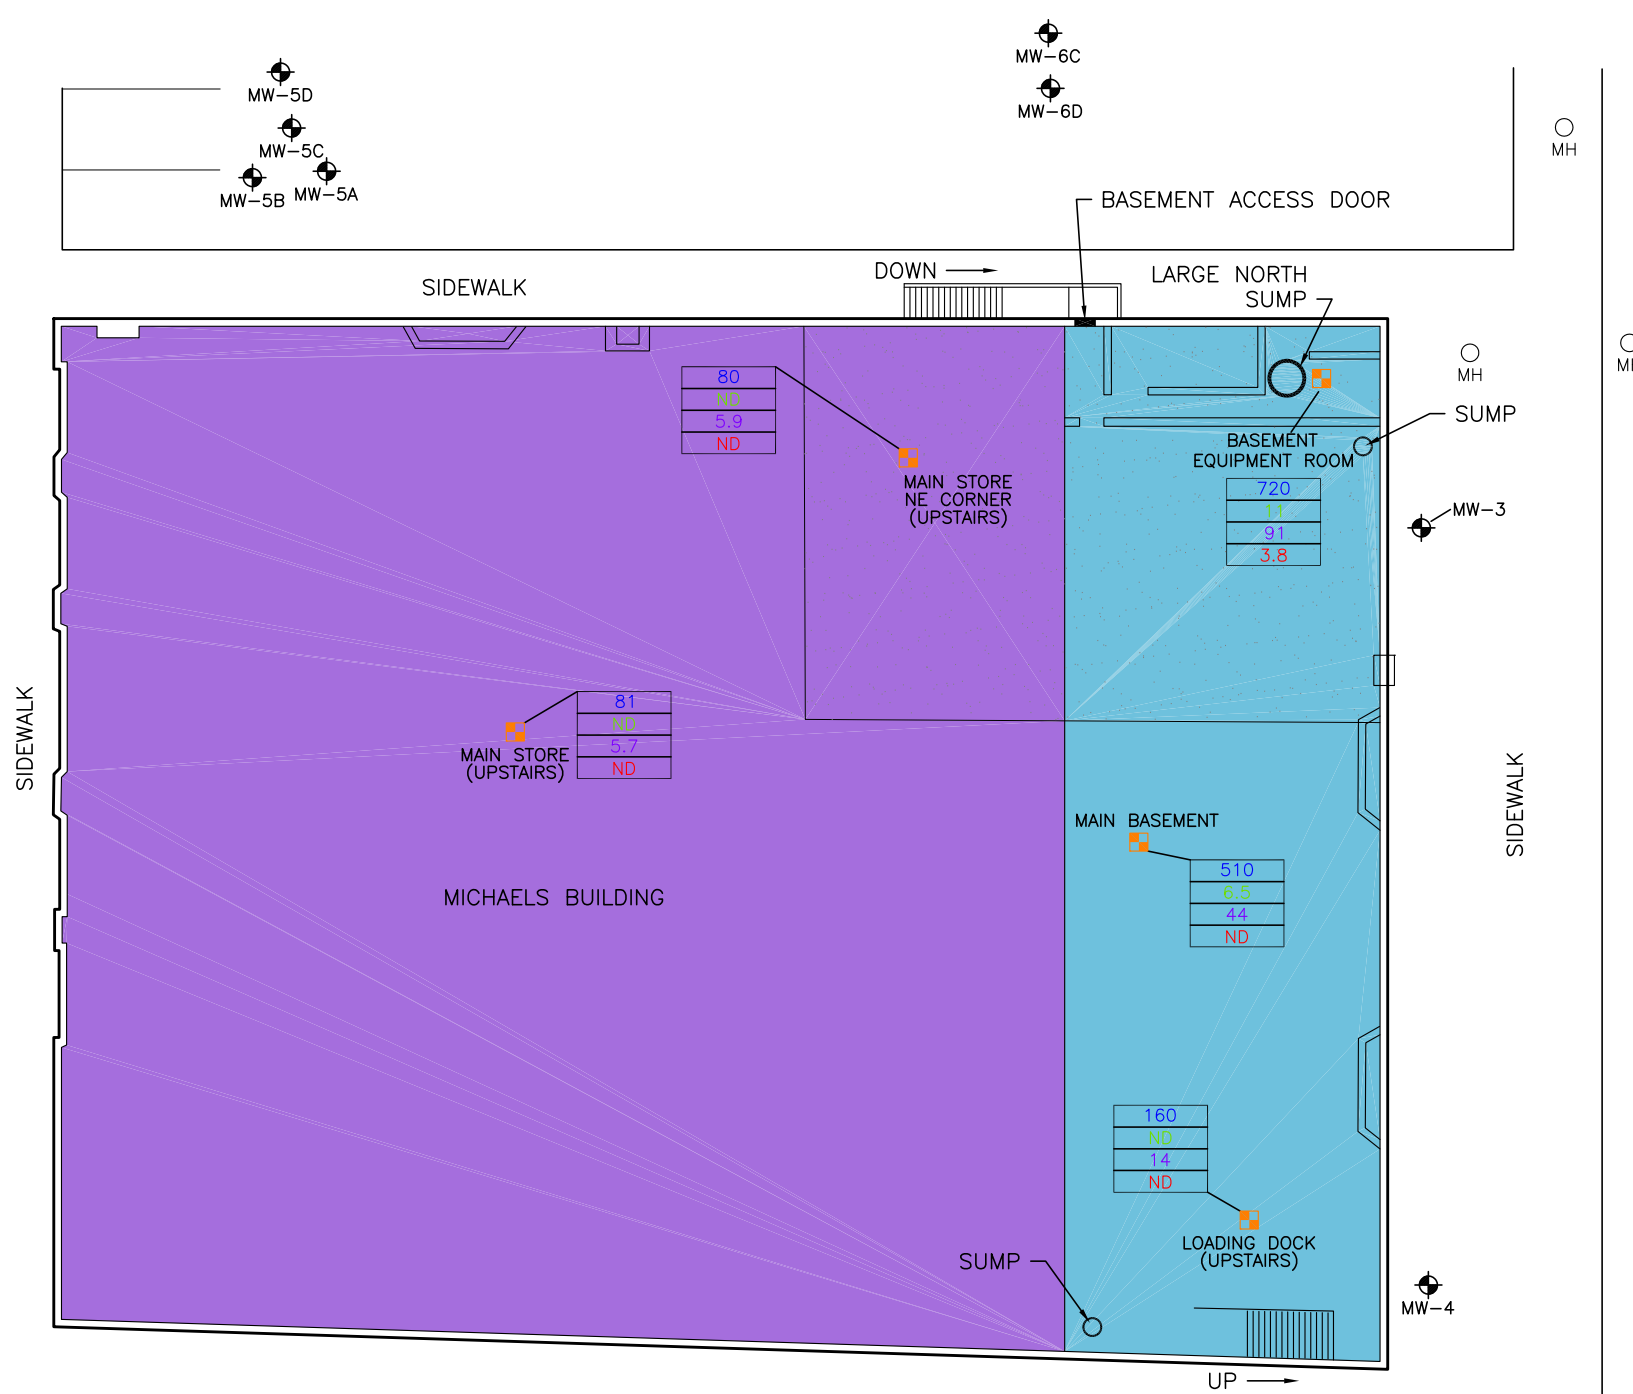 MW-6C
MW-5D
MW-6D
MW-5C
MH
MW-5B
MW-5A
BASEMENT ACCESS DOOR
DOWN
LARGE NORTH
SUMP
SIDEWALK
MH
80
ND
5.9
ND
SUMP
BASEMENT
EQUIPMENT ROOM
MAIN STORE
NE CORNER
(UPSTAIRS)
720
11
91
3.8
MW-3
SIDEWALK
81
ND
5.7
ND
MAIN STORE
(UPSTAIRS)
SIDEWALK
MAIN BASEMENT
510
6.5
44
ND
MICHAELS BUILDING
160
ND
14
ND
LOADING DOCK
(UPSTAIRS)
SUMP
MW-4
UP